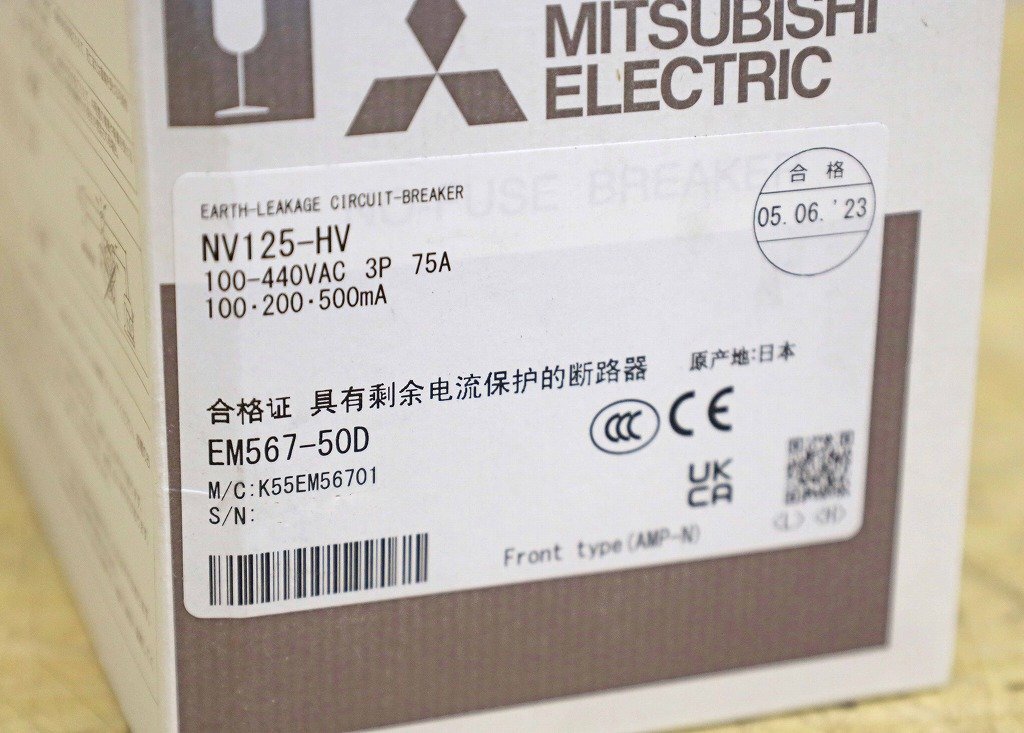 MITSUBISHI
ELECTRIC
合格
05.06.'23
EARTH-LEAKAGE CIRCUIT-BREAKER
NV125-HV
100-440VAC 3P 75A
100·200·500mA
合格证 具有剩余电流保护的断路器 原产地:日本
EM567-50D
CCC CE
M/C:K55EM56701
UK
CA
S/N:
<L> <H>
Front type(AMP-N)